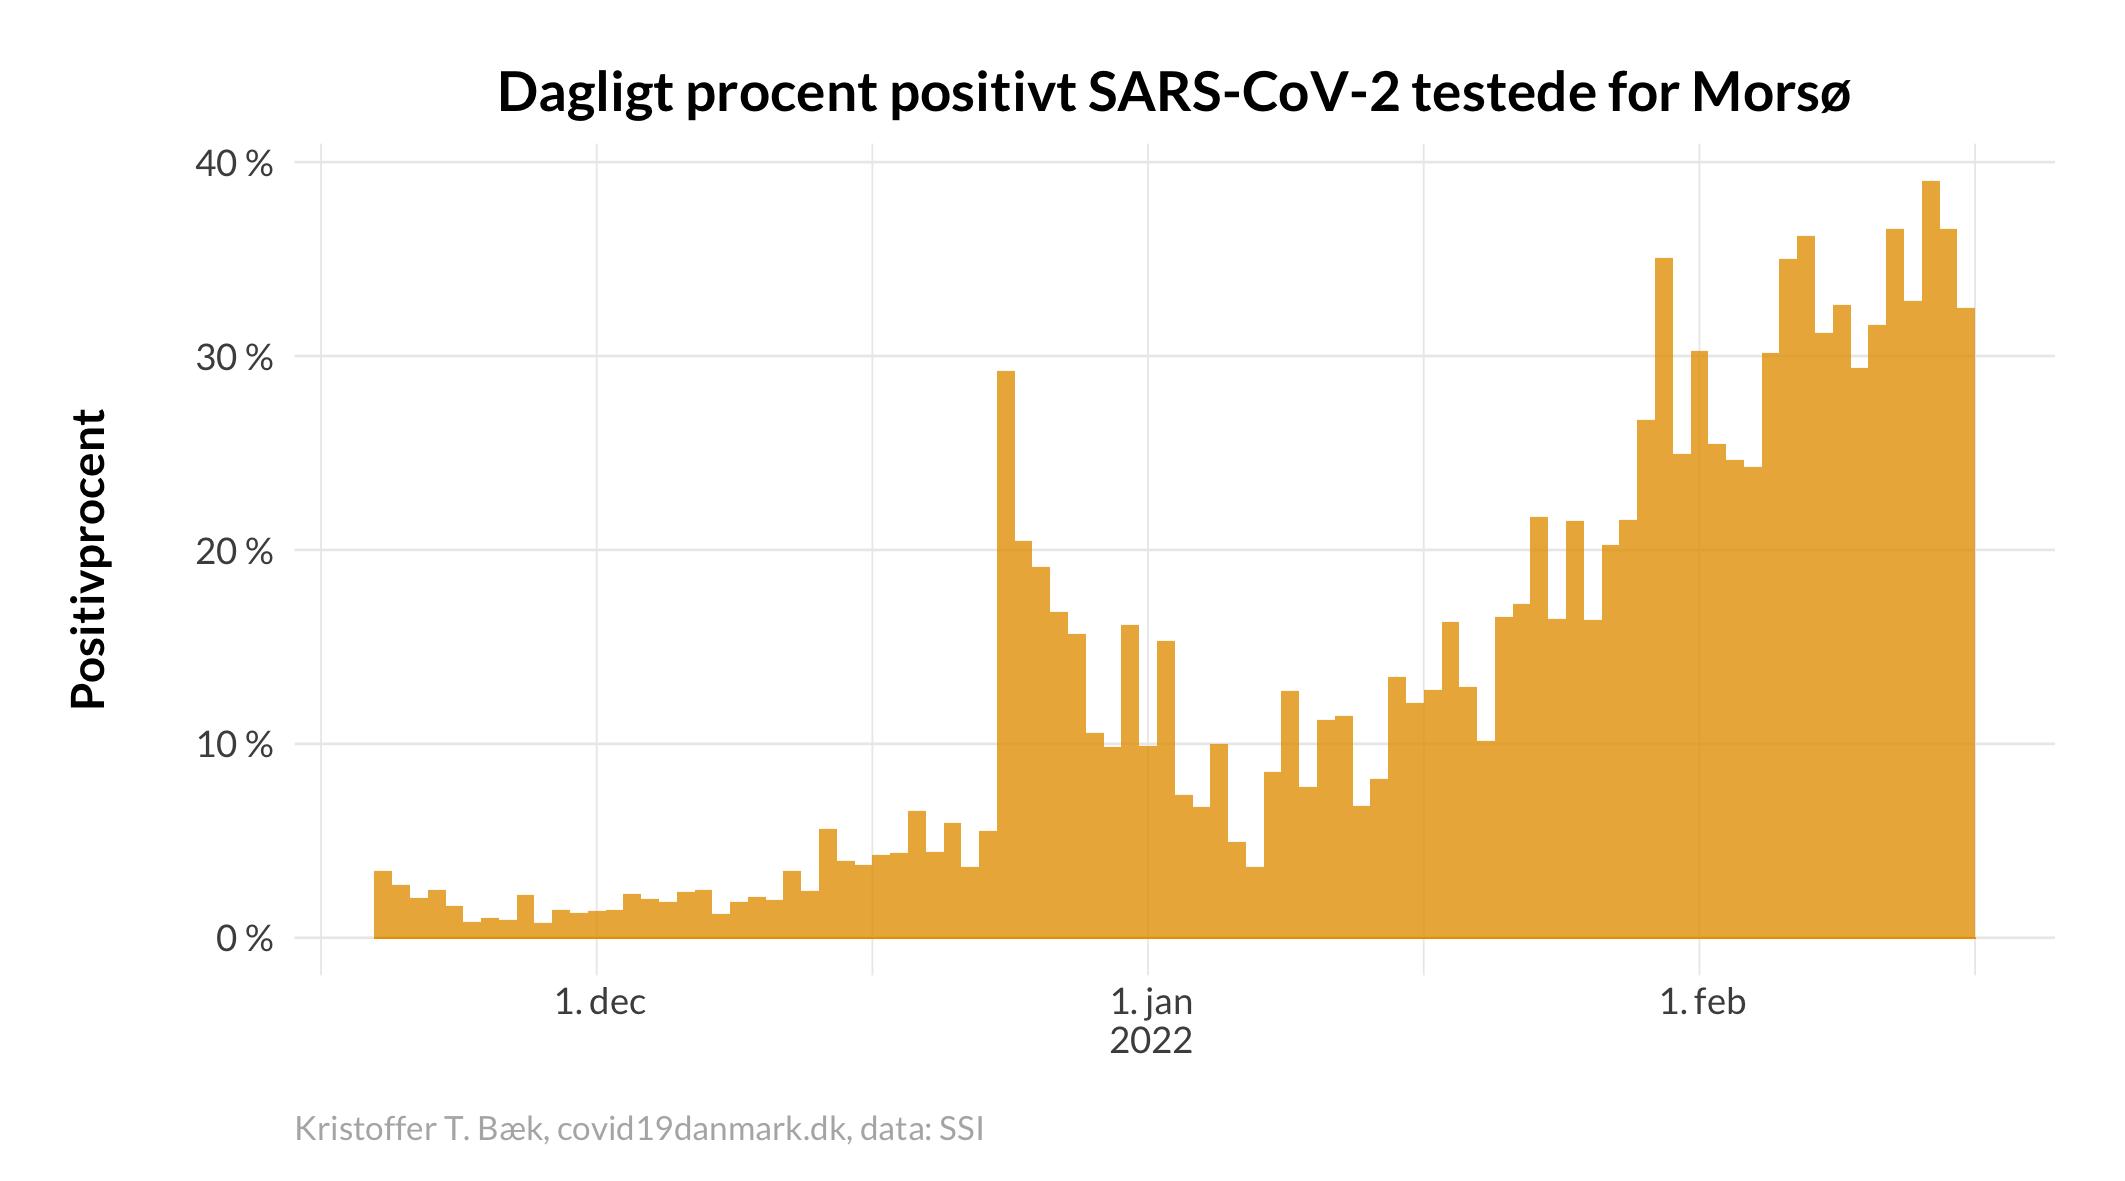 Dagligt procent positivt SARS-CoV-2 testede for Morsø
40 %
30 %
20 %
10 %
0 %
Positivprocent
1. dec
1. jan
2022
1. feb
Kristoffer T. Bæk, covid19danmark.dk, data: SSI